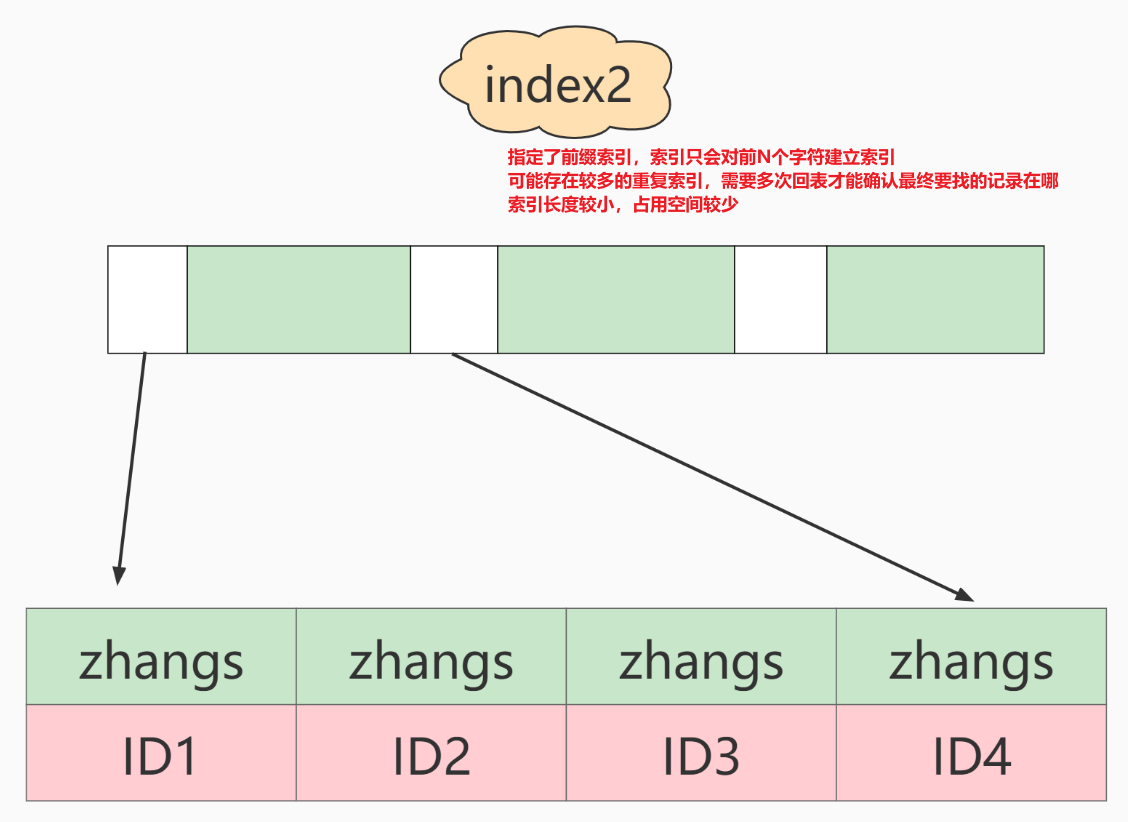 index2
指定了前缀索引，索引只会对前N个字符建立索引
可能存在较多的重复索引，需要多次回表才能确认最终要找的记录在哪
索引长度较小，占用空间较少
zhangs zhangs zhangs zhangs
ID1 ID2 ID3 ID4